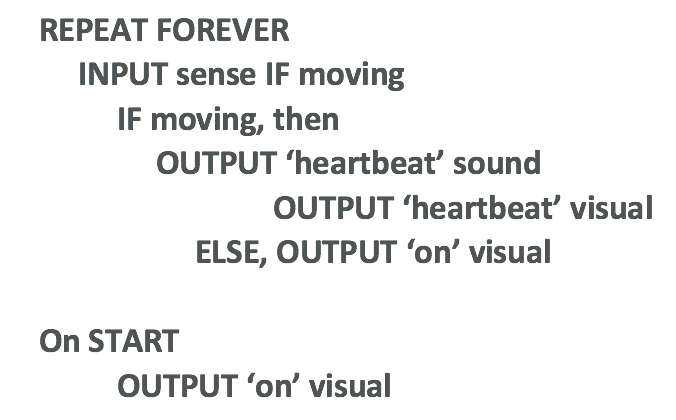 REPEAT FOREVER
INPUT sense IF moving
IF moving, then
OUTPUT ‘heartbeat’ sound
OUTPUT ‘heartbeat’ visual
ELSE, OUTPUT ‘on’ visual
On START
OUTPUT ‘on’ visual